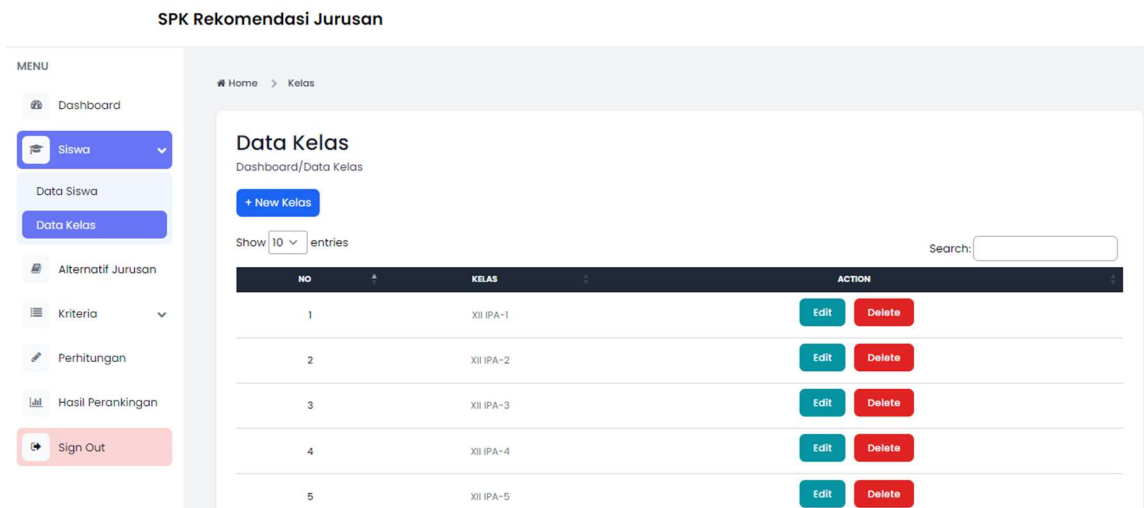 SPK Rekomendasi Jurusan
MENU
Dashboard
Siswa
Data Siswa
Data Kelas
Alternatif Jurusan
Kriteria
Perhitungan
Hasil Perankingan
Sign Out
Home > Kelas
Data Kelas
Dashboard/Data Kelas
+ New Kelas
Show 10 entries
Search:
NO KELAS ACTION
1 XII IPA-1 Edit Delete
2 XII IPA-2 Edit Delete
3 XII IPA-3 Edit Delete
4 XII IPA-4 Edit Delete
5 XII IPA-5 Edit Delete